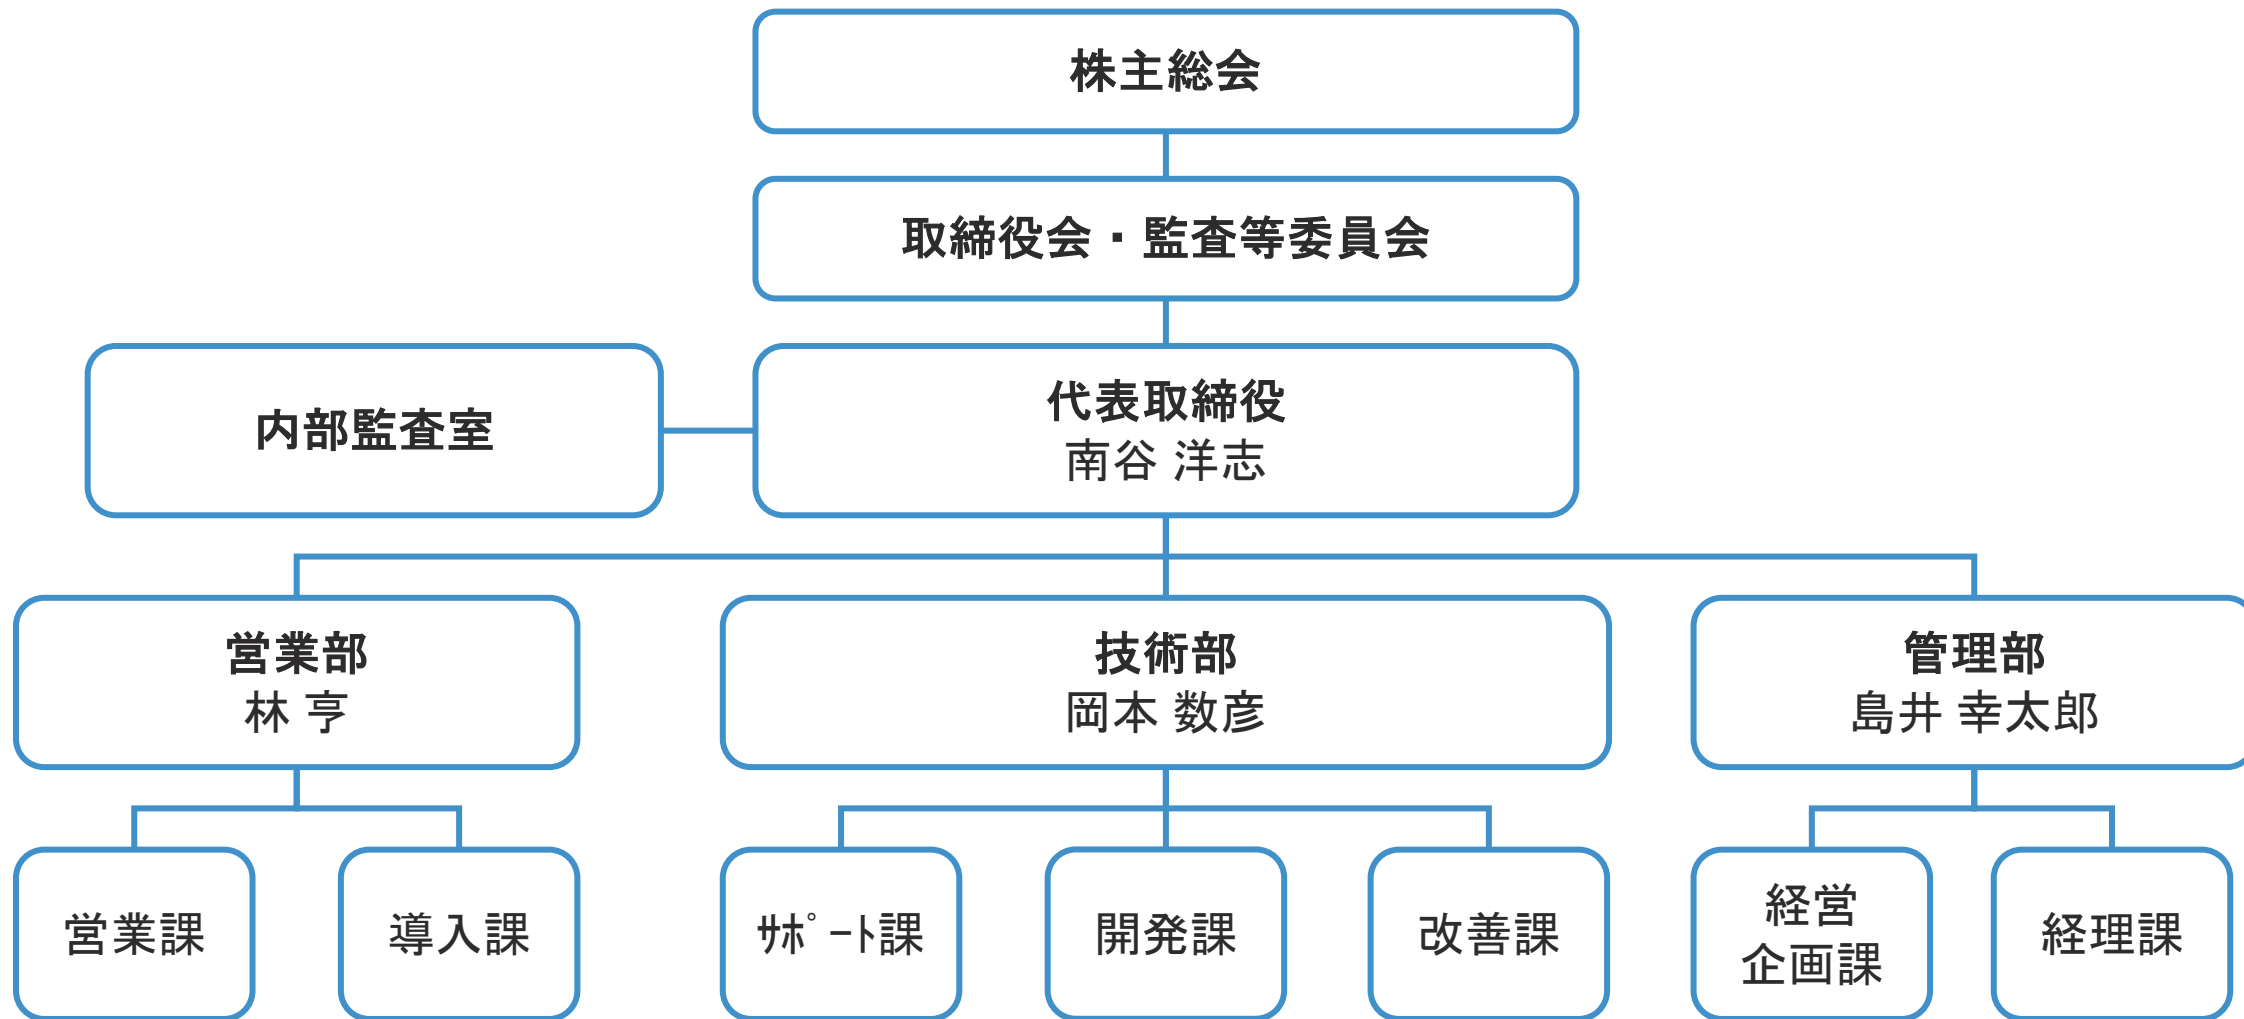 株主総会
取締役会・監査等委員会
内部監査室
代表取締役
南谷 洋志
営業部
林 亨
技術部
岡本 数彦
管理部
島井 幸太郎
営業課
導入課
ｻﾎﾟｰﾄ課
開発課
改善課
経営
企画課
経理課